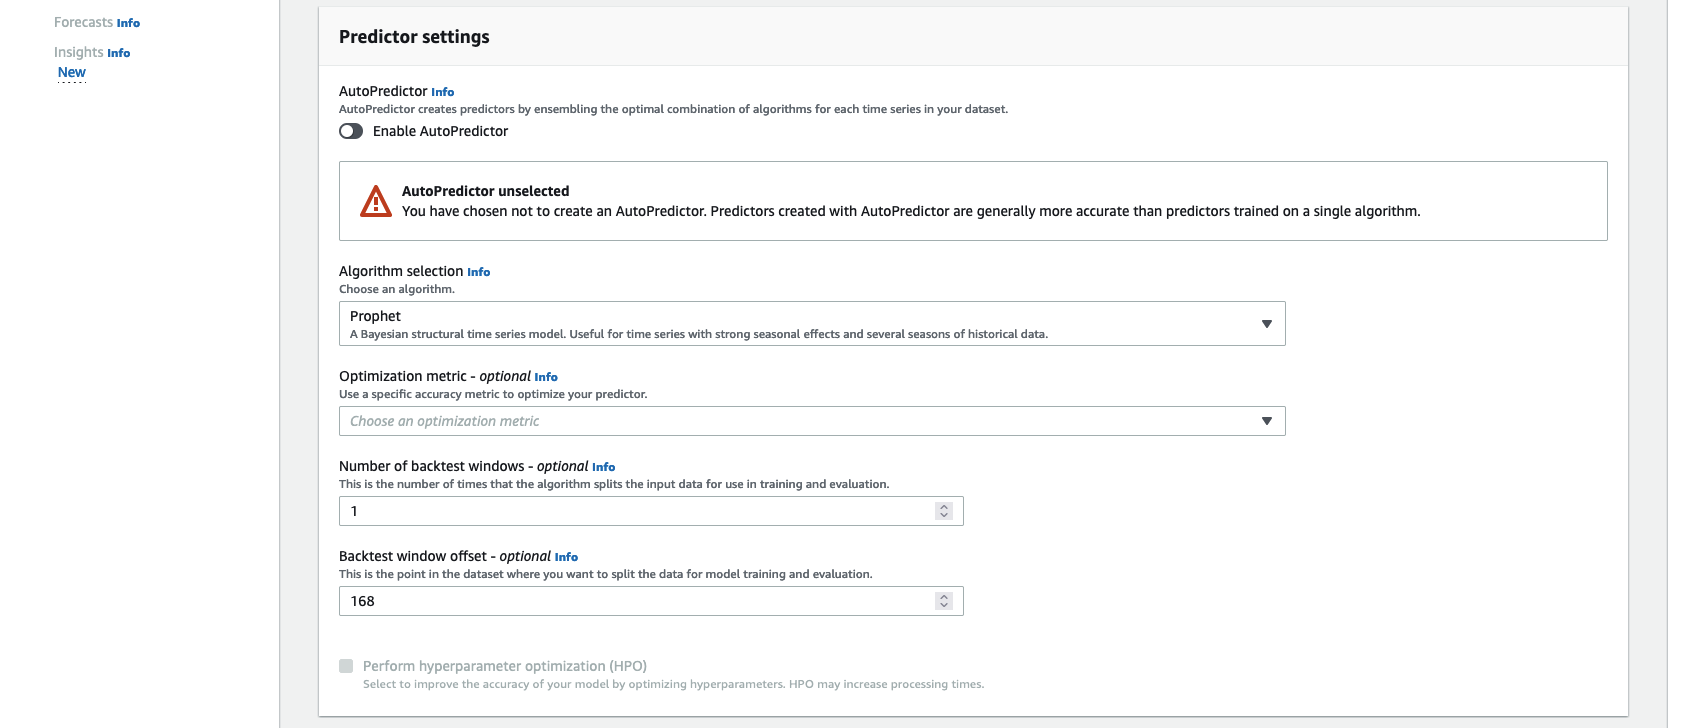 Forecasts Info
Insights Info
New
Predictor settings
AutoPredictor Info
AutoPredictor creates predictors by ensembling the optimal combination of algorithms for each time series in your dataset.
Enable AutoPredictor
AutoPredictor unselected
You have chosen not to create an AutoPredictor. Predictors created with AutoPredictor are generally more accurate than predictors trained on a single algorithm.
Algorithm selection Info
Choose an algorithm.
Prophet
A Bayesian structural time series model. Useful for time series with strong seasonal effects and several seasons of historical data.
Optimization metric - optional Info
Use a specific accuracy metric to optimize your predictor.
Choose an optimization metric
Number of backtest windows - optional Info
This is the number of times that the algorithm splits the input data for use in training and evaluation.
1
Backtest window offset - optional Info
This is the point in the dataset where you want to split the data for model training and evaluation.
168
Perform hyperparameter optimization (HPO)
Select to improve the accuracy of your model by optimizing hyperparameters. HPO may increase processing times.